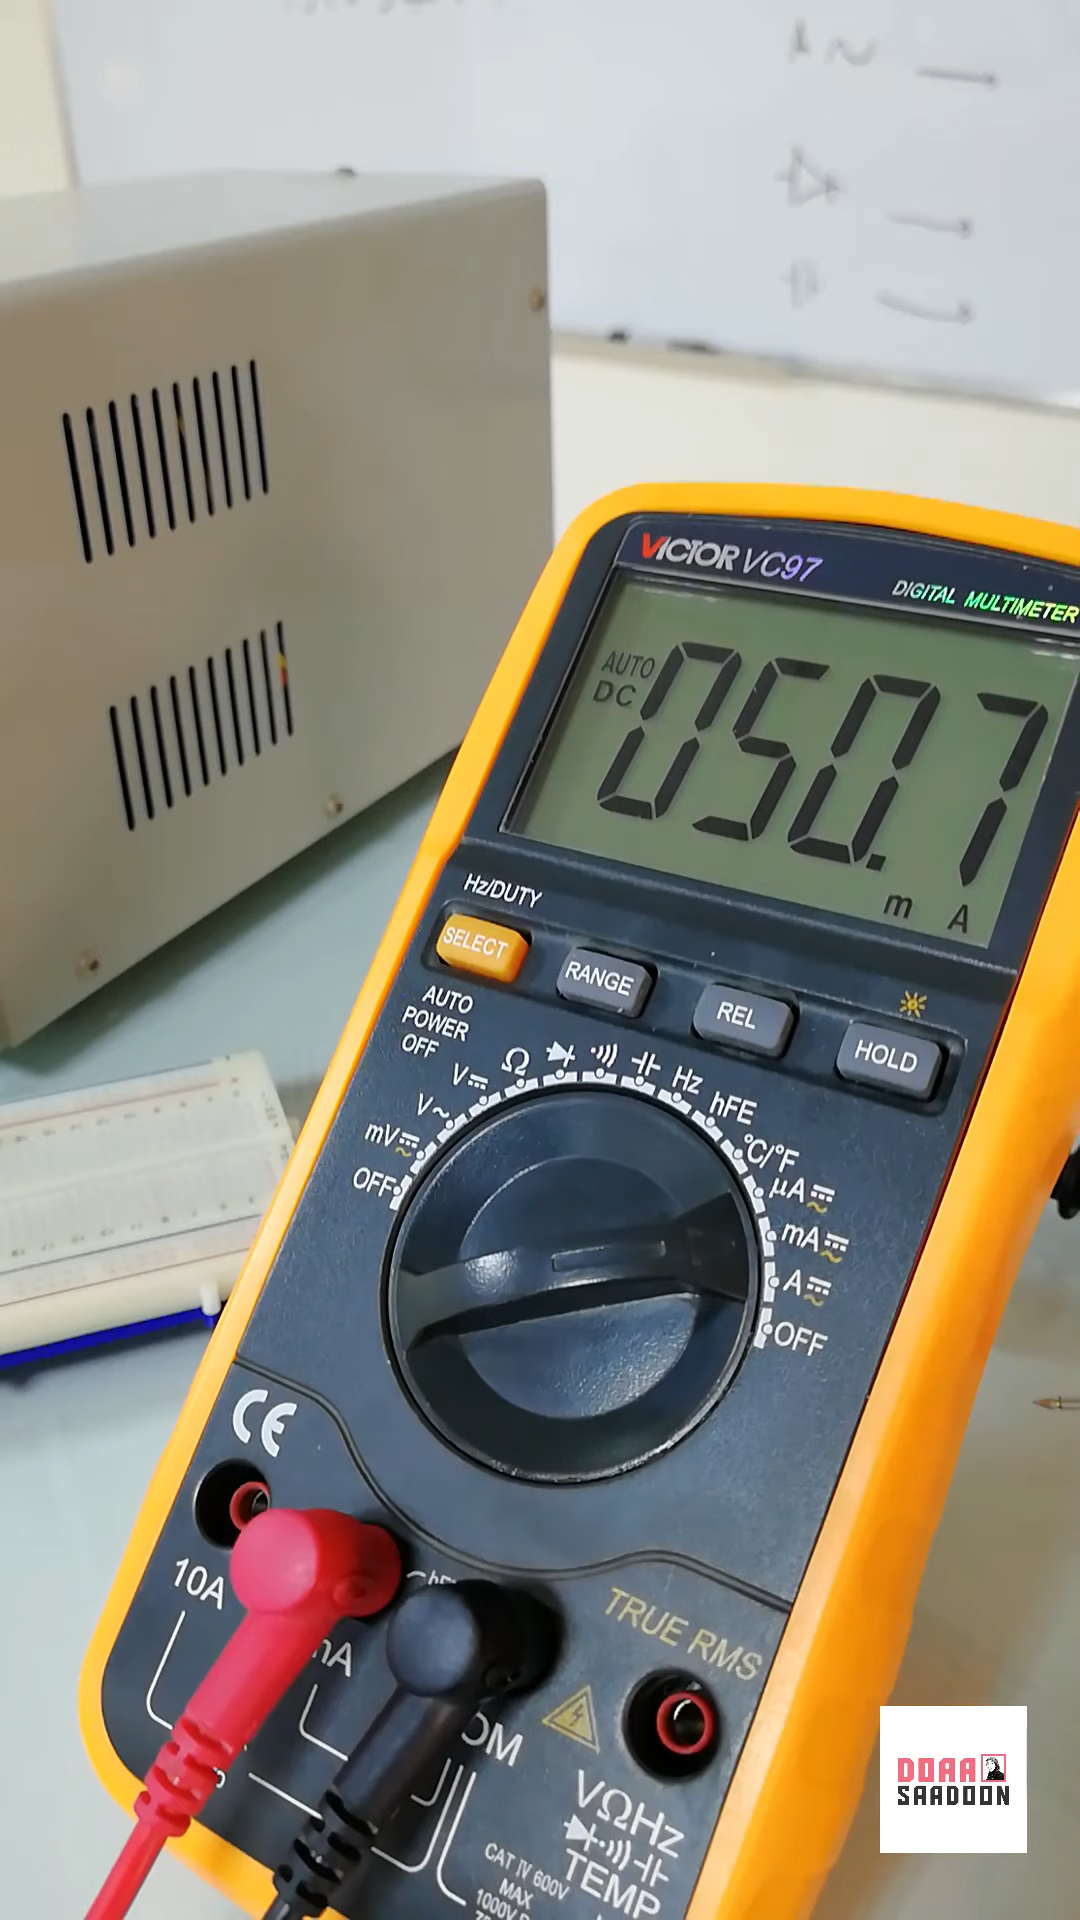 VICTOR VC97
DIGITAL MULTIMETER
AUTO
DC
050.7
m A
Hz/DUTY
SELECT
RANGE
REL
HOLD
AUTO
POWER
OFF
V⎓
Ω
Hz
hFE
V~
°C/°F
mV⎓~
μA⎓~
OFF
mA⎓~
A⎓~
OFF
CE
10A
TRUE RMS
VΩHz
TEMP
CAT IV 600V
MAX
DOAA
SAADOON